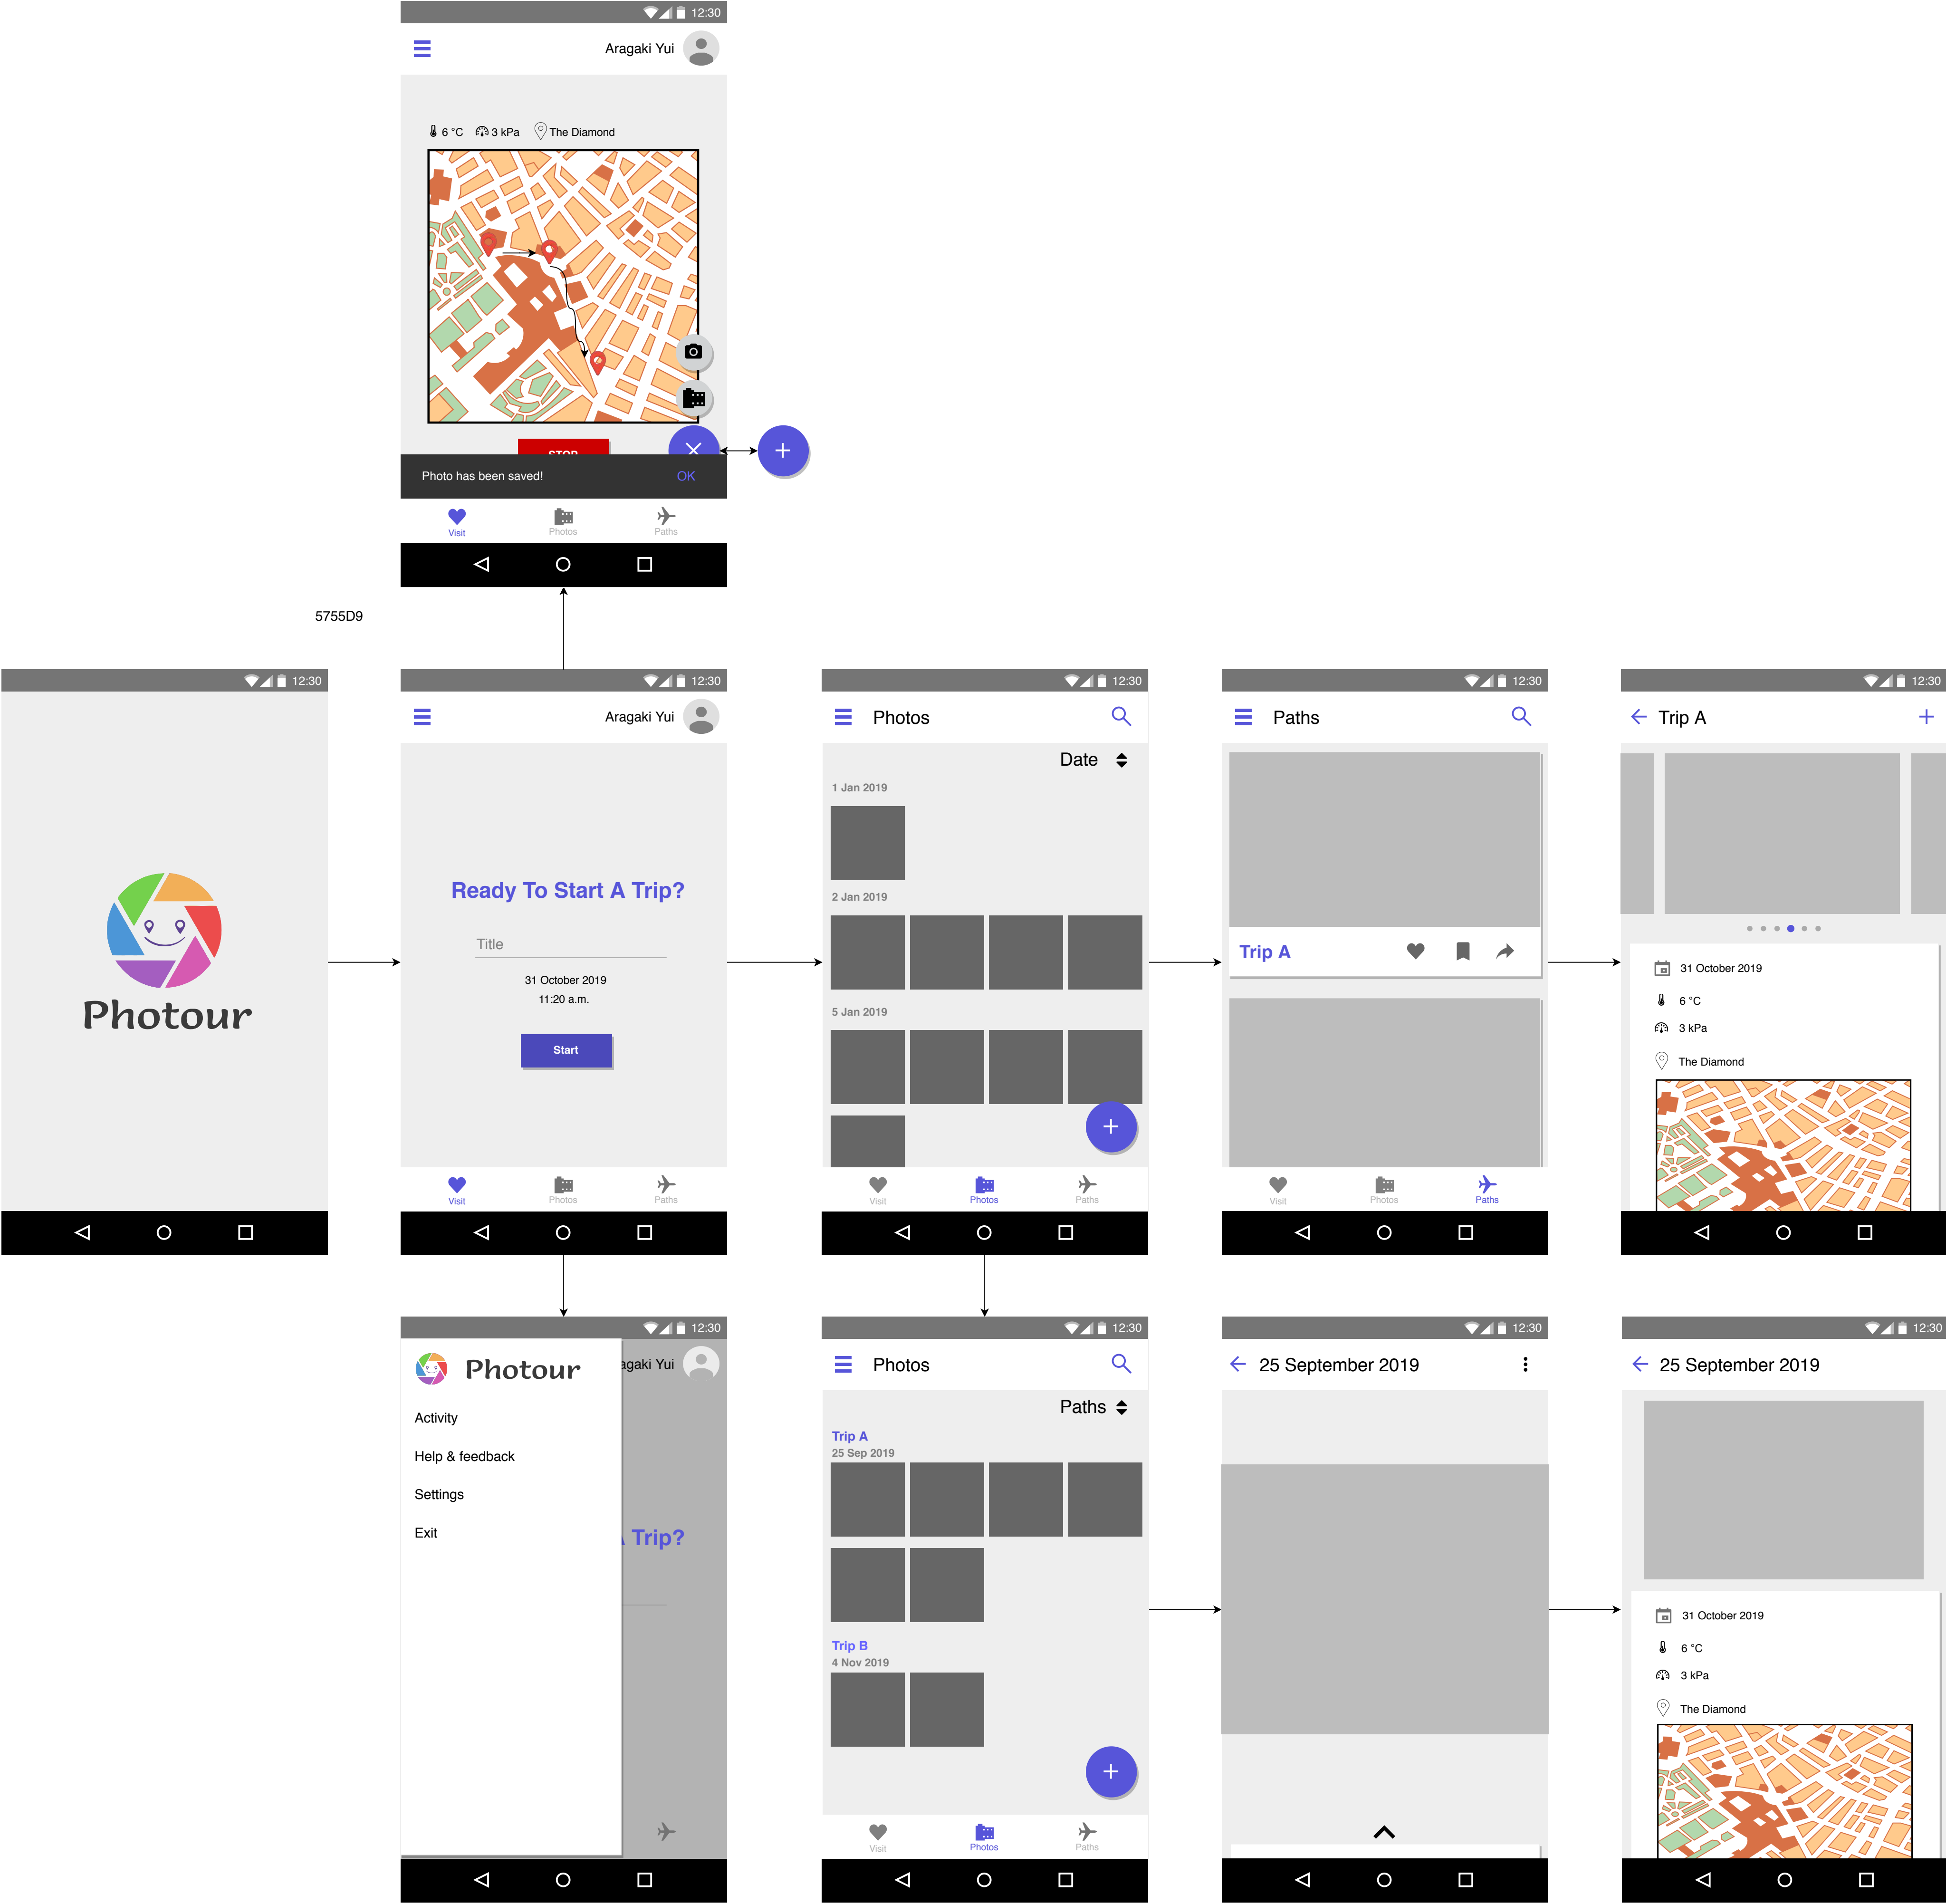 12:30
Aragaki Yui
6 °C 3 kPa The Diamond
STOP
Photo has been saved! OK
Visit Photos Paths
5755D9
12:30
Photour
12:30
Aragaki Yui
Ready To Start A Trip?
Title
31 October 2019
11:20 a.m.
Start
Visit Photos Paths
12:30
Photos
Date
1 Jan 2019
2 Jan 2019
5 Jan 2019
Visit Photos Paths
12:30
Paths
Trip A
Visit Photos Paths
12:30
Trip A
31 October 2019
6 °C
3 kPa
The Diamond
12:30
Photour
agaki Yui
Activity
Help & feedback
Settings
Exit
Trip?
12:30
Photos
Paths
Trip A
25 Sep 2019
Trip B
4 Nov 2019
Visit Photos Paths
12:30
25 September 2019
12:30
25 September 2019
31 October 2019
6 °C
3 kPa
The Diamond